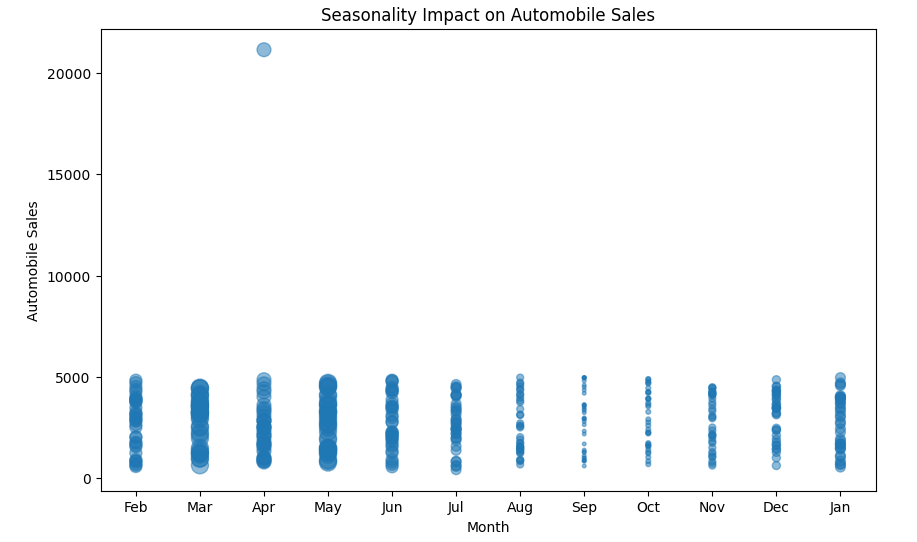 Seasonality Impact on Automobile Sales
Automobile Sales
20000
15000
10000
5000
0
Feb Mar Apr May Jun Jul Aug Sep Oct Nov Dec Jan
Month